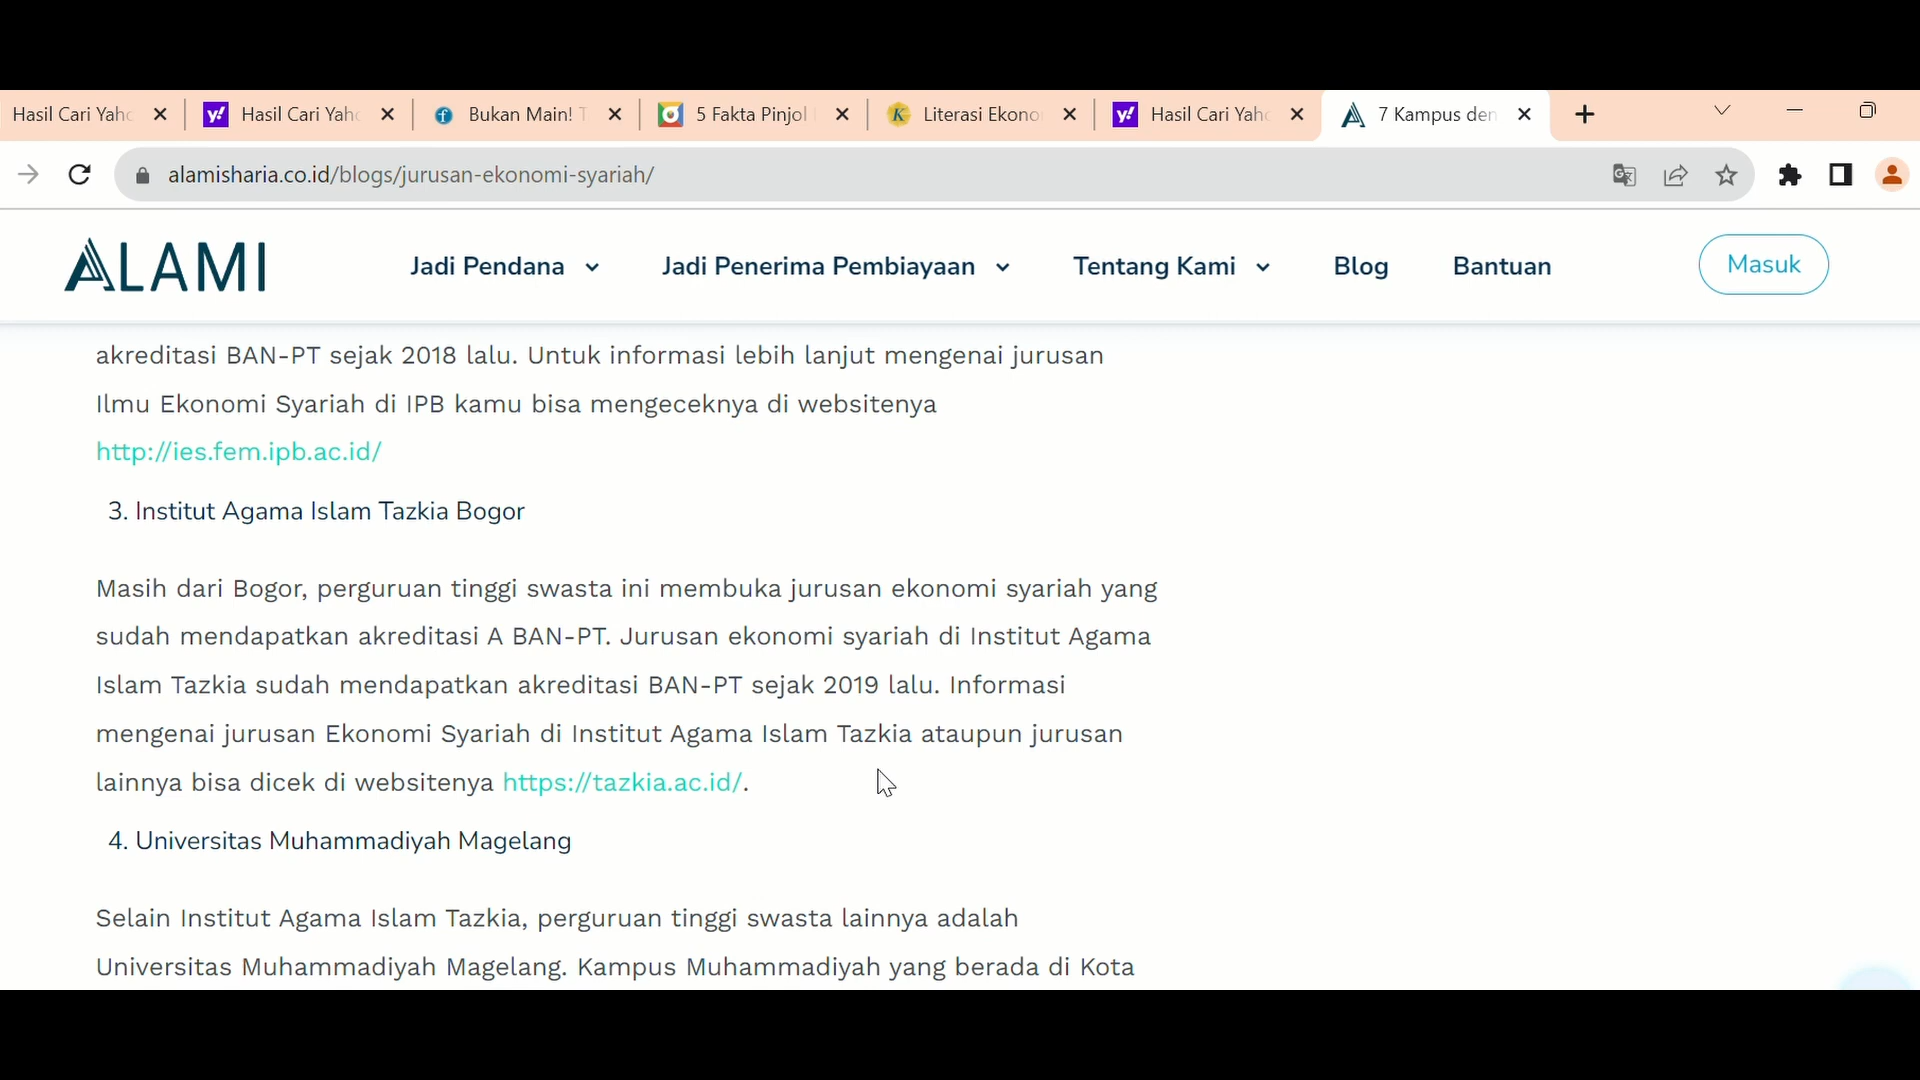 Hasil Cari Yaho
Hasil Cari Yaho
Bukan Main! T
5 Fakta Pinjol
Literasi Ekono
Hasil Cari Yaho
7 Kampus den
alamisharia.co.id/blogs/jurusan-ekonomi-syariah/
ALAMI
Jadi Pendana
Jadi Penerima Pembiayaan
Tentang Kami
Blog
Bantuan
Masuk
akreditasi BAN-PT sejak 2018 lalu. Untuk informasi lebih lanjut mengenai jurusan
Ilmu Ekonomi Syariah di IPB kamu bisa mengeceknya di websitenya
http://ies.fem.ipb.ac.id/
3. Institut Agama Islam Tazkia Bogor
Masih dari Bogor, perguruan tinggi swasta ini membuka jurusan ekonomi syariah yang
sudah mendapatkan akreditasi A BAN-PT. Jurusan ekonomi syariah di Institut Agama
Islam Tazkia sudah mendapatkan akreditasi BAN-PT sejak 2019 lalu. Informasi
mengenai jurusan Ekonomi Syariah di Institut Agama Islam Tazkia ataupun jurusan
lainnya bisa dicek di websitenya https://tazkia.ac.id/.
4. Universitas Muhammadiyah Magelang
Selain Institut Agama Islam Tazkia, perguruan tinggi swasta lainnya adalah
Universitas Muhammadiyah Magelang. Kampus Muhammadiyah yang berada di Kota